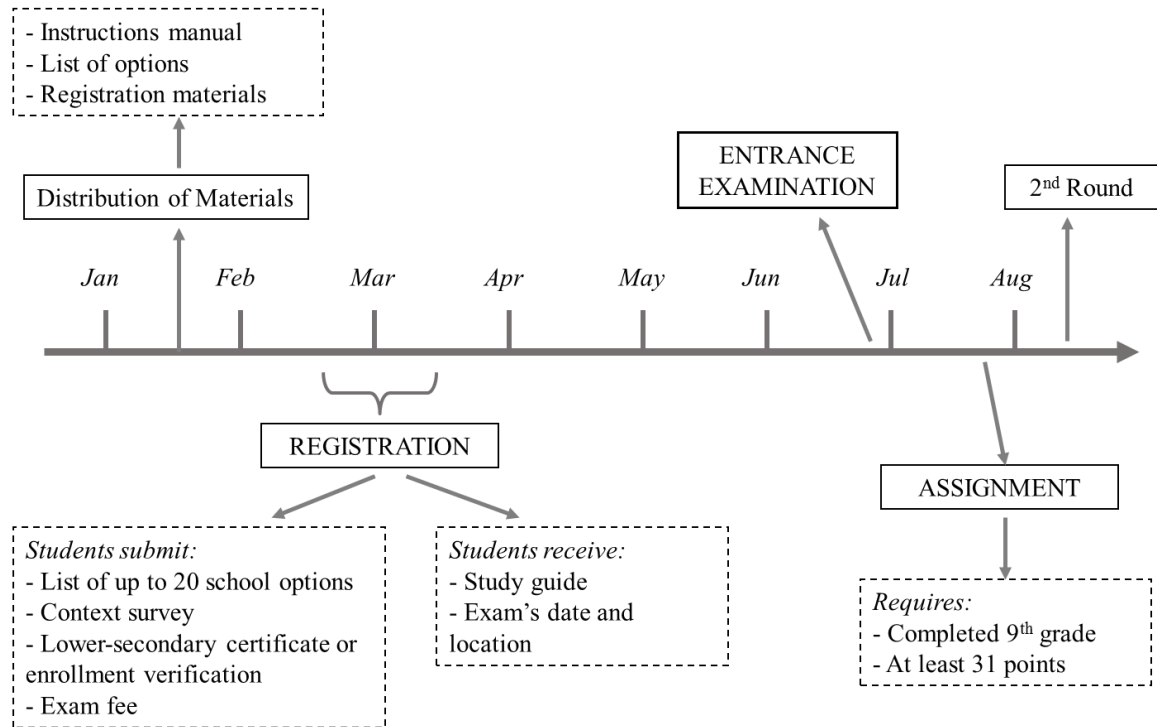 - Instructions manual
- List of options
- Registration materials
Distribution of Materials
ENTRANCE
EXAMINATION
2nd Round
Jan
Feb
Mar
Apr
May
Jun
Jul
Aug
REGISTRATION
ASSIGNMENT
Students submit:
- List of up to 20 school options
- Context survey
- Lower-secondary certificate or
enrollment verification
- Exam fee
Students receive:
- Study guide
- Exam’s date and
location
Requires:
- Completed 9th grade
- At least 31 points